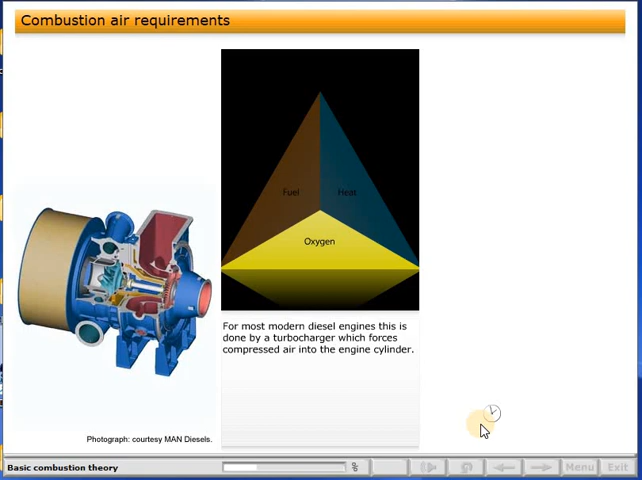 Combustion air requirements
Fuel
Heat
Oxygen
For most modern diesel engines this is
done by a turbocharger which forces
compressed air into the engine cylinder.
Photograph: courtesy MAN Diesels.
Basic combustion theory
Menu
Exit